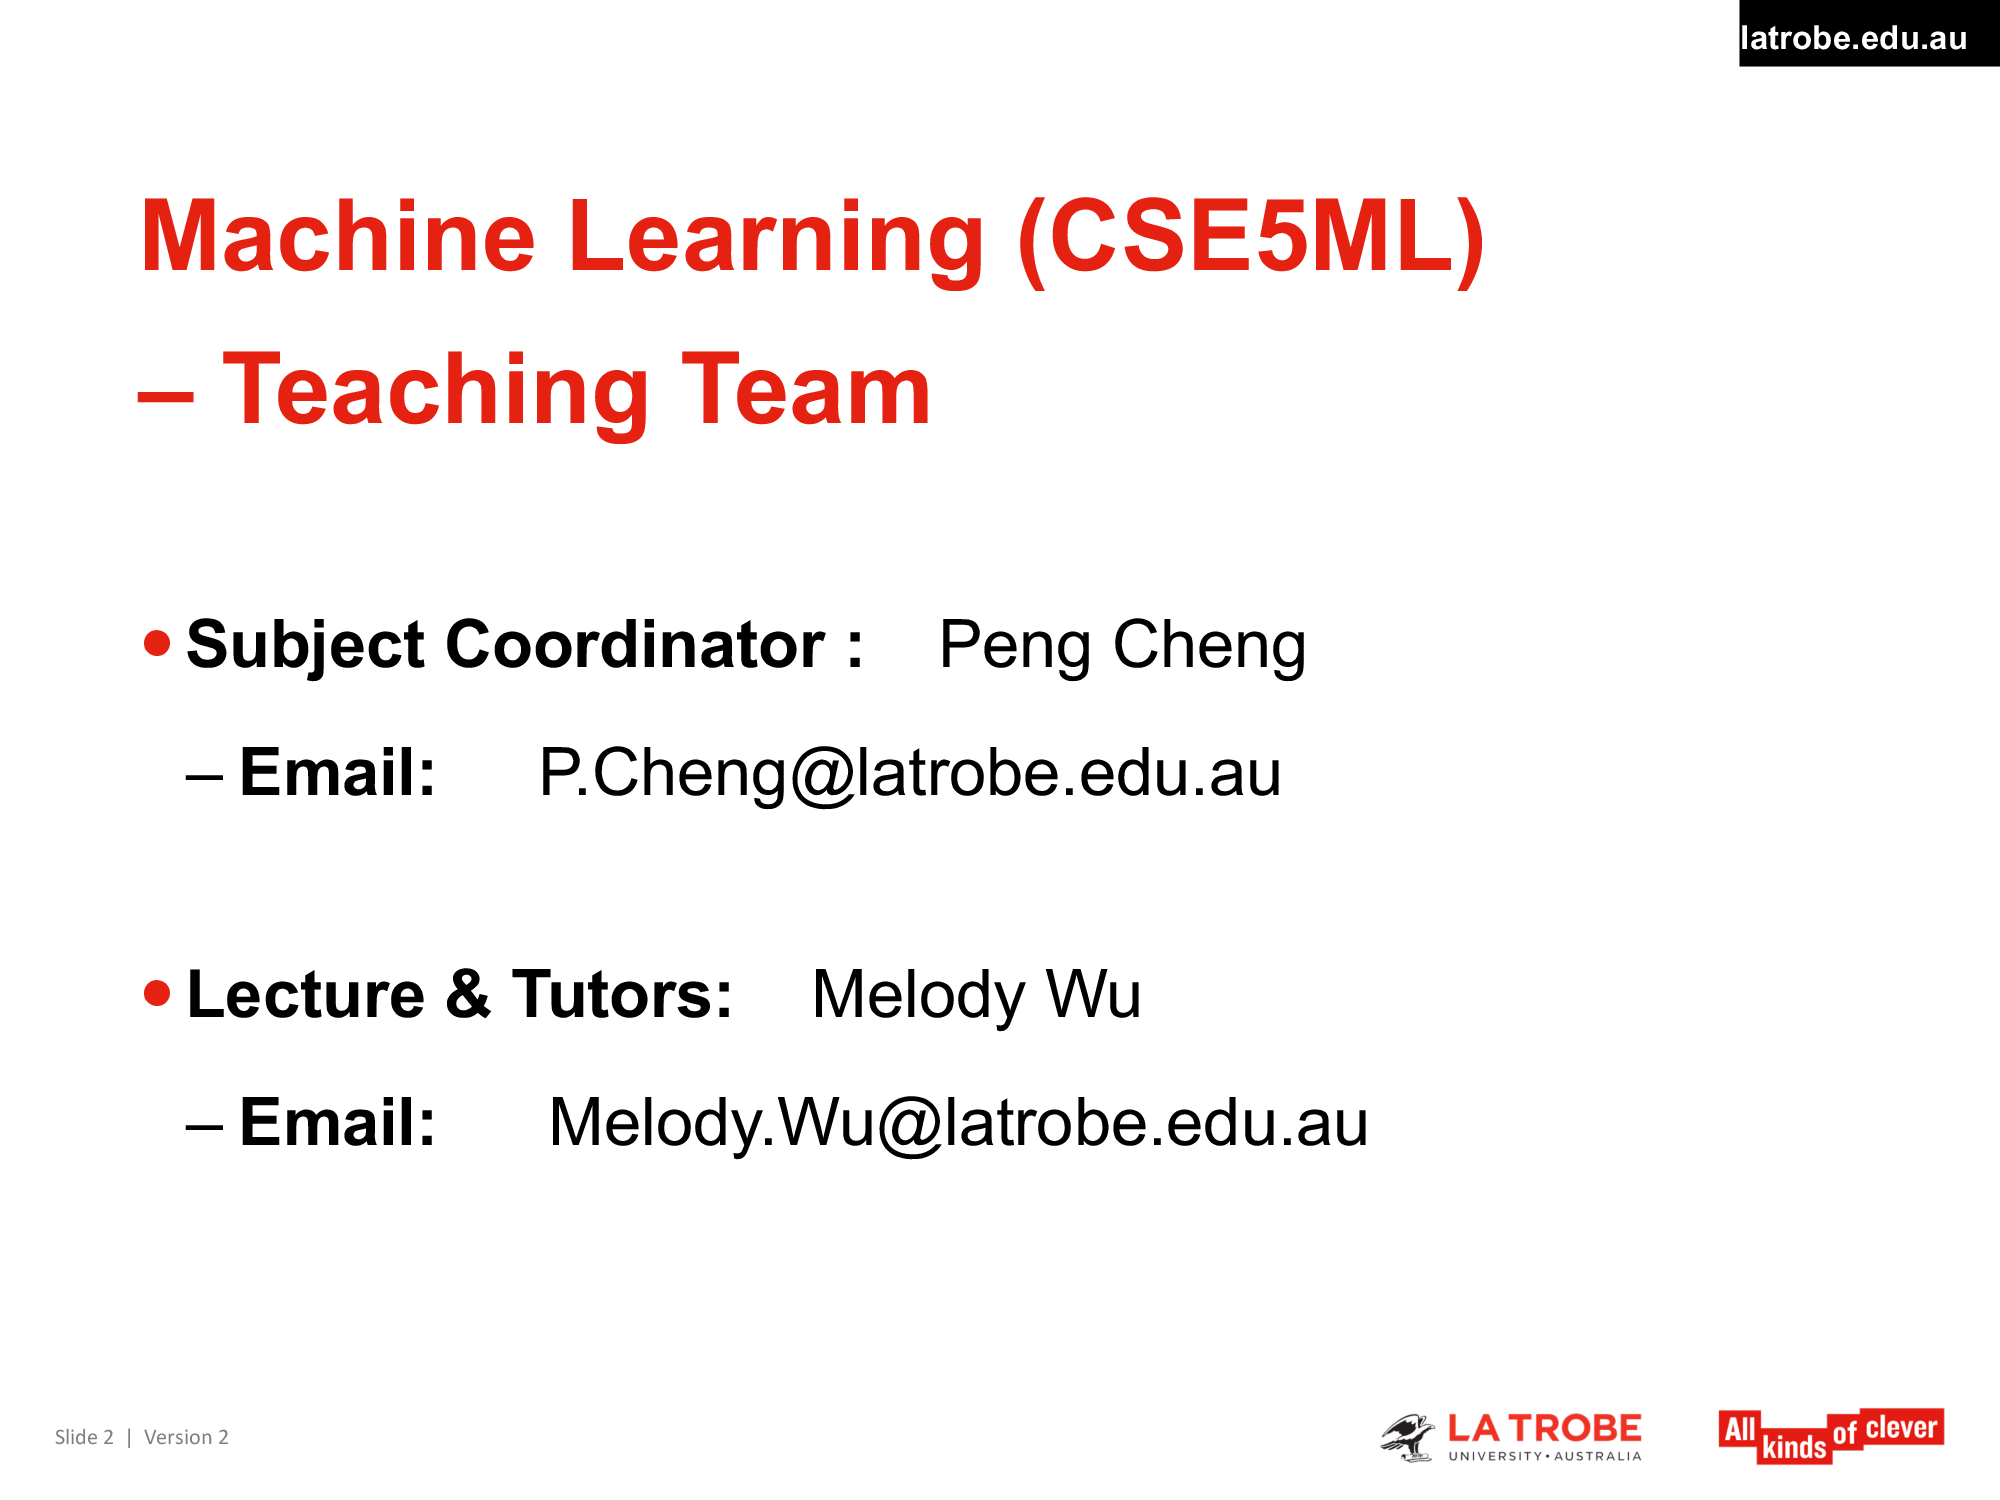 latrobe.edu.au
Machine Learning (CSE5ML)
– Teaching Team
• Subject Coordinator : Peng Cheng
– Email: P.Cheng@latrobe.edu.au
• Lecture & Tutors: Melody Wu
– Email: Melody.Wu@latrobe.edu.au
Slide 2 | Version 2
LA TROBE
UNIVERSITY • AUSTRALIA
All kinds of clever